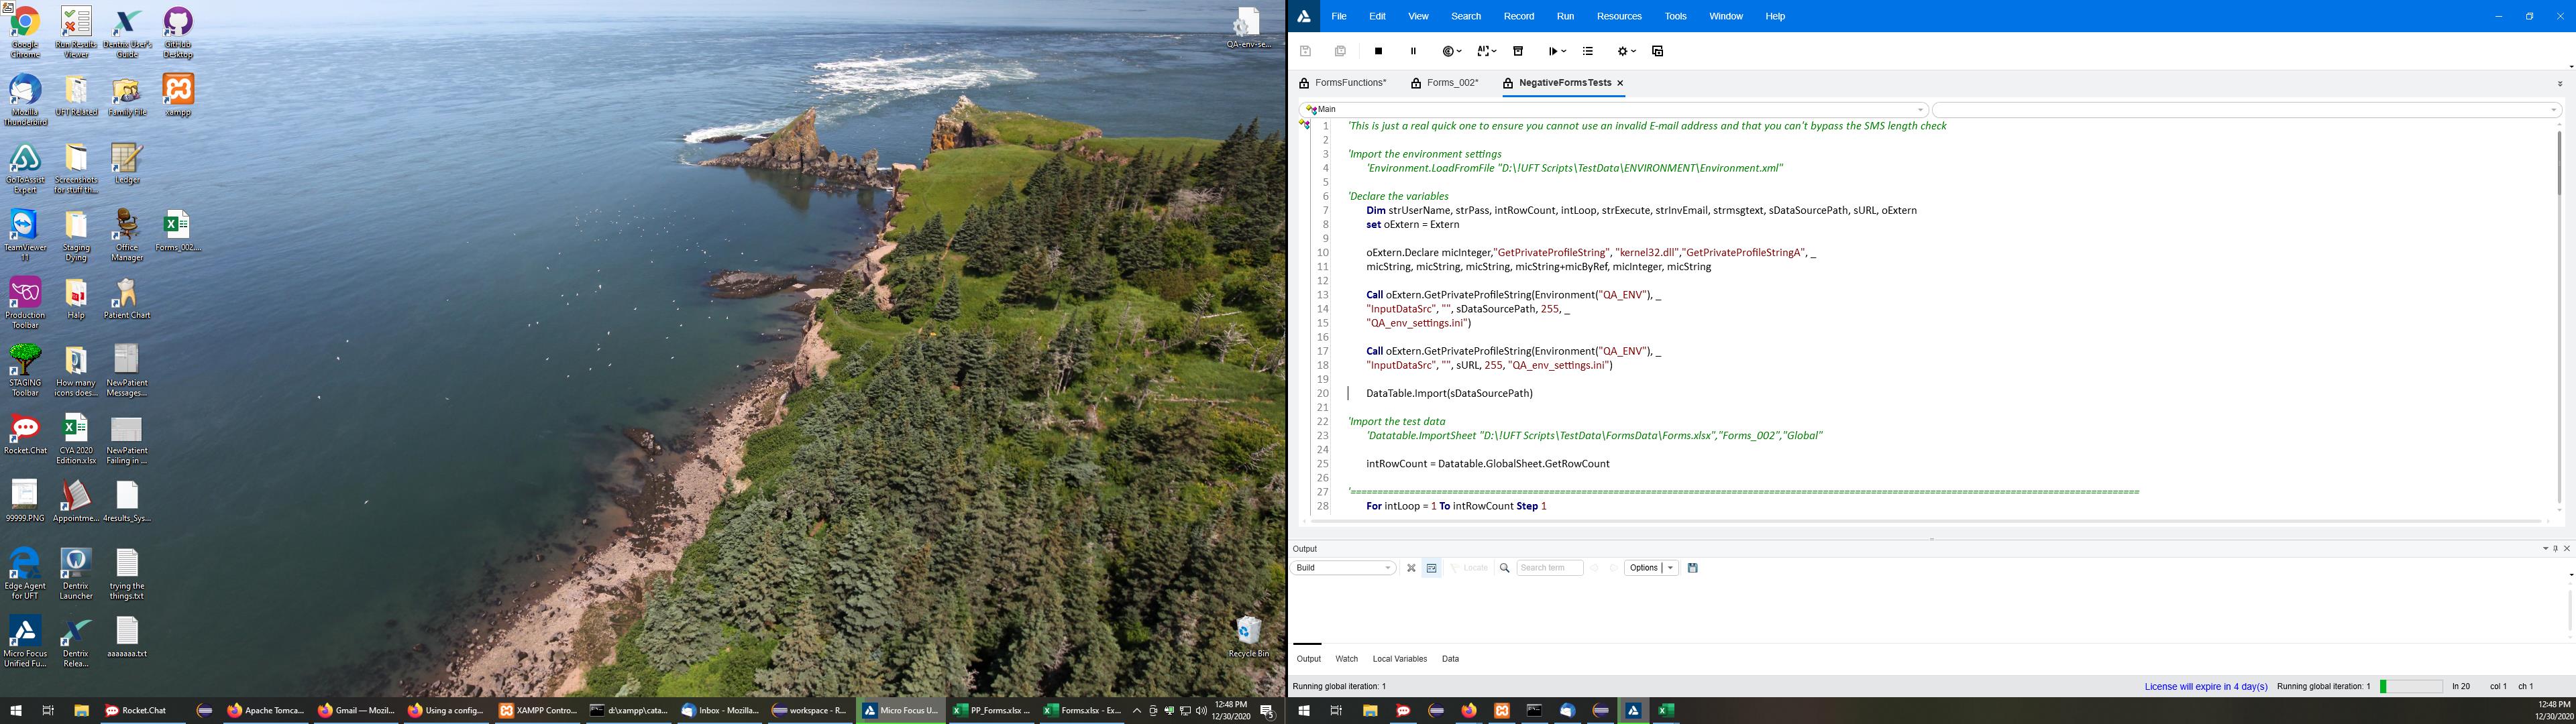 Google Chrome
Run Results Viewer
Dentrix User's Guide
GitHub Desktop
QA-env-se...
Mozilla Thunderbird
UFT Related
Family File
xampp
GoToAssist Expert
Screenshots for stuff th...
Ledger
TeamViewer 11
Staging Dying
Office Manager
Forms_002....
Production Toolbar
Halp
Patient Chart
STAGING Toolbar
How many icons does...
NewPatient Messages...
Rocket.Chat
CYA 2020 Edition.xlsx
NewPatient Failing in ...
99999.PNG
Appointme...
4results_Sys...
Edge Agent for UFT
Dentrix Launcher
trying the things.txt
Micro Focus Unified Fu...
Dentrix Relea...
aaaaaaa.txt
Recycle Bin
File Edit View Search Record Run Resources Tools Window Help
FormsFunctions* Forms_002* NegativeFormsTests
Main
1 'This is just a real quick one to ensure you cannot use an invalid E-mail address and that you can't bypass the SMS length check
2
3 'Import the environment settings
4 'Environment.LoadFromFile "D:\!UFT Scripts\TestData\ENVIRONMENT\Environment.xml"
5
6 'Declare the variables
7 Dim strUserName, strPass, intRowCount, intLoop, strExecute, strInvEmail, strmsgtext, sDataSourcePath, sURL, oExtern
8 set oExtern = Extern
9
10 oExtern.Declare micInteger,"GetPrivateProfileString", "kernel32.dll","GetPrivateProfileStringA", _
11 micString, micString, micString, micString+micByRef, micInteger, micString
12
13 Call oExtern.GetPrivateProfileString(Environment("QA_ENV"), _
14 "InputDataSrc", "", sDataSourcePath, 255, _
15 "QA_env_settings.ini")
16
17 Call oExtern.GetPrivateProfileString(Environment("QA_ENV"), _
18 "InputDataSrc", "", sURL, 255, "QA_env_settings.ini")
19
20 DataTable.Import(sDataSourcePath)
21
22 'Import the test data
23 'Datatable.ImportSheet "D:\!UFT Scripts\TestData\FormsData\Forms.xlsx","Forms_002","Global"
24
25 intRowCount = Datatable.GlobalSheet.GetRowCount
26
27 '==========================================================================================================================================
28 For intLoop = 1 To intRowCount Step 1
Output
Build Locate Search term Options
Output Watch Local Variables Data
Running global iteration: 1 License will expire in 4 day(s) Running global iteration: 1 ln 20 col 1 ch 1
Rocket.Chat Apache Tomca... Gmail — Mozil... Using a config... XAMPP Contro... d:\xampp\cata... Inbox - Mozilla... workspace - R... Micro Focus U... PP_Forms.xlsx ... Forms.xlsx - Ex...
12:48 PM
12/30/2020
5
12:48 PM
12/30/2020